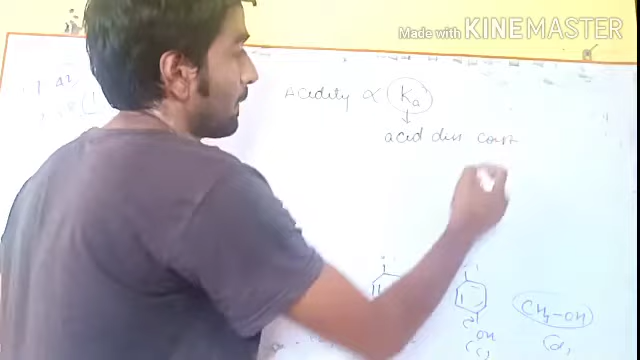 Made with KINEMASTER
Acidity ∝ Ka
↓
acid diss const
CH3-OH
OH
(c)
(d)